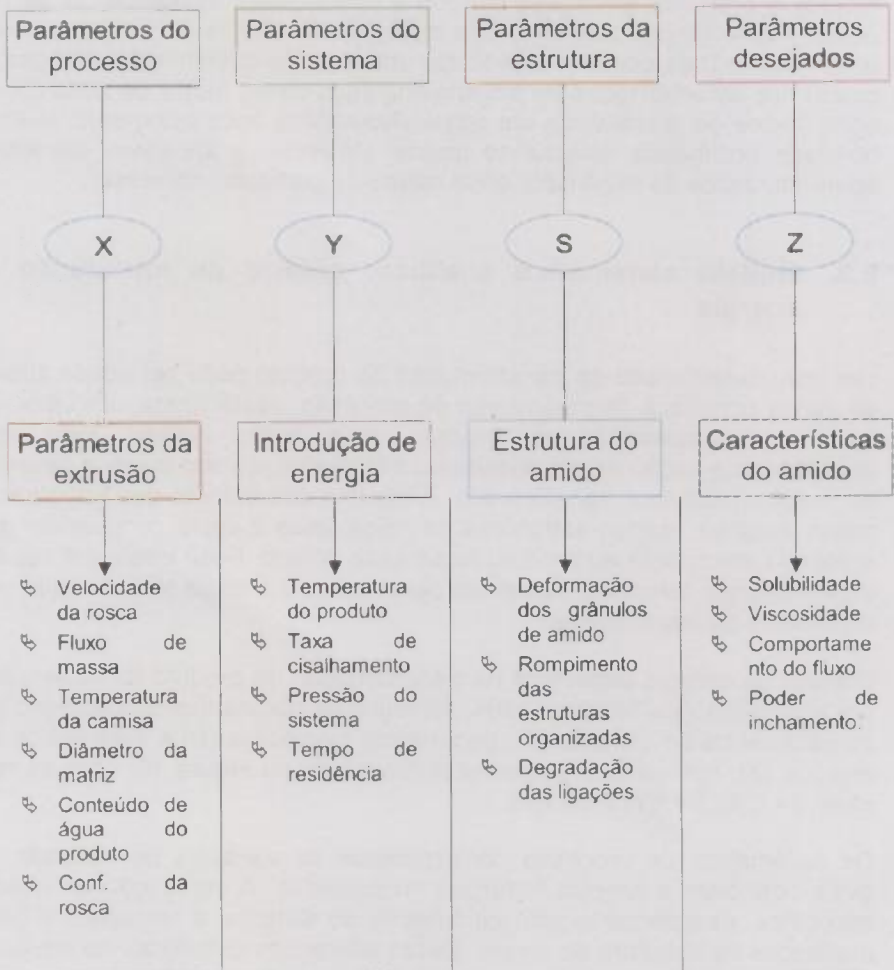 Parâmetros do
processo
Parâmetros do
sistema
Parâmetros da
estrutura
Parâmetros
desejados
X
Y
S
Z
Parâmetros da
extrusão
Introdução de
energia
Estrutura do
amido
Características
do amido
Velocidade
da rosca
Fluxo de
massa
Temperatura
da camisa
Diâmetro da
matriz
Conteúdo de
água do
produto
Conf. da
rosca
Temperatura
do produto
Taxa de
cisalhamento
Pressão do
sistema
Tempo de
residência
Deformação
dos grânulos
de amido
Rompimento
das
estruturas
organizadas
Degradação
das ligações
Solubilidade
Viscosidade
Comportame
nto do fluxo
Poder de
inchamento